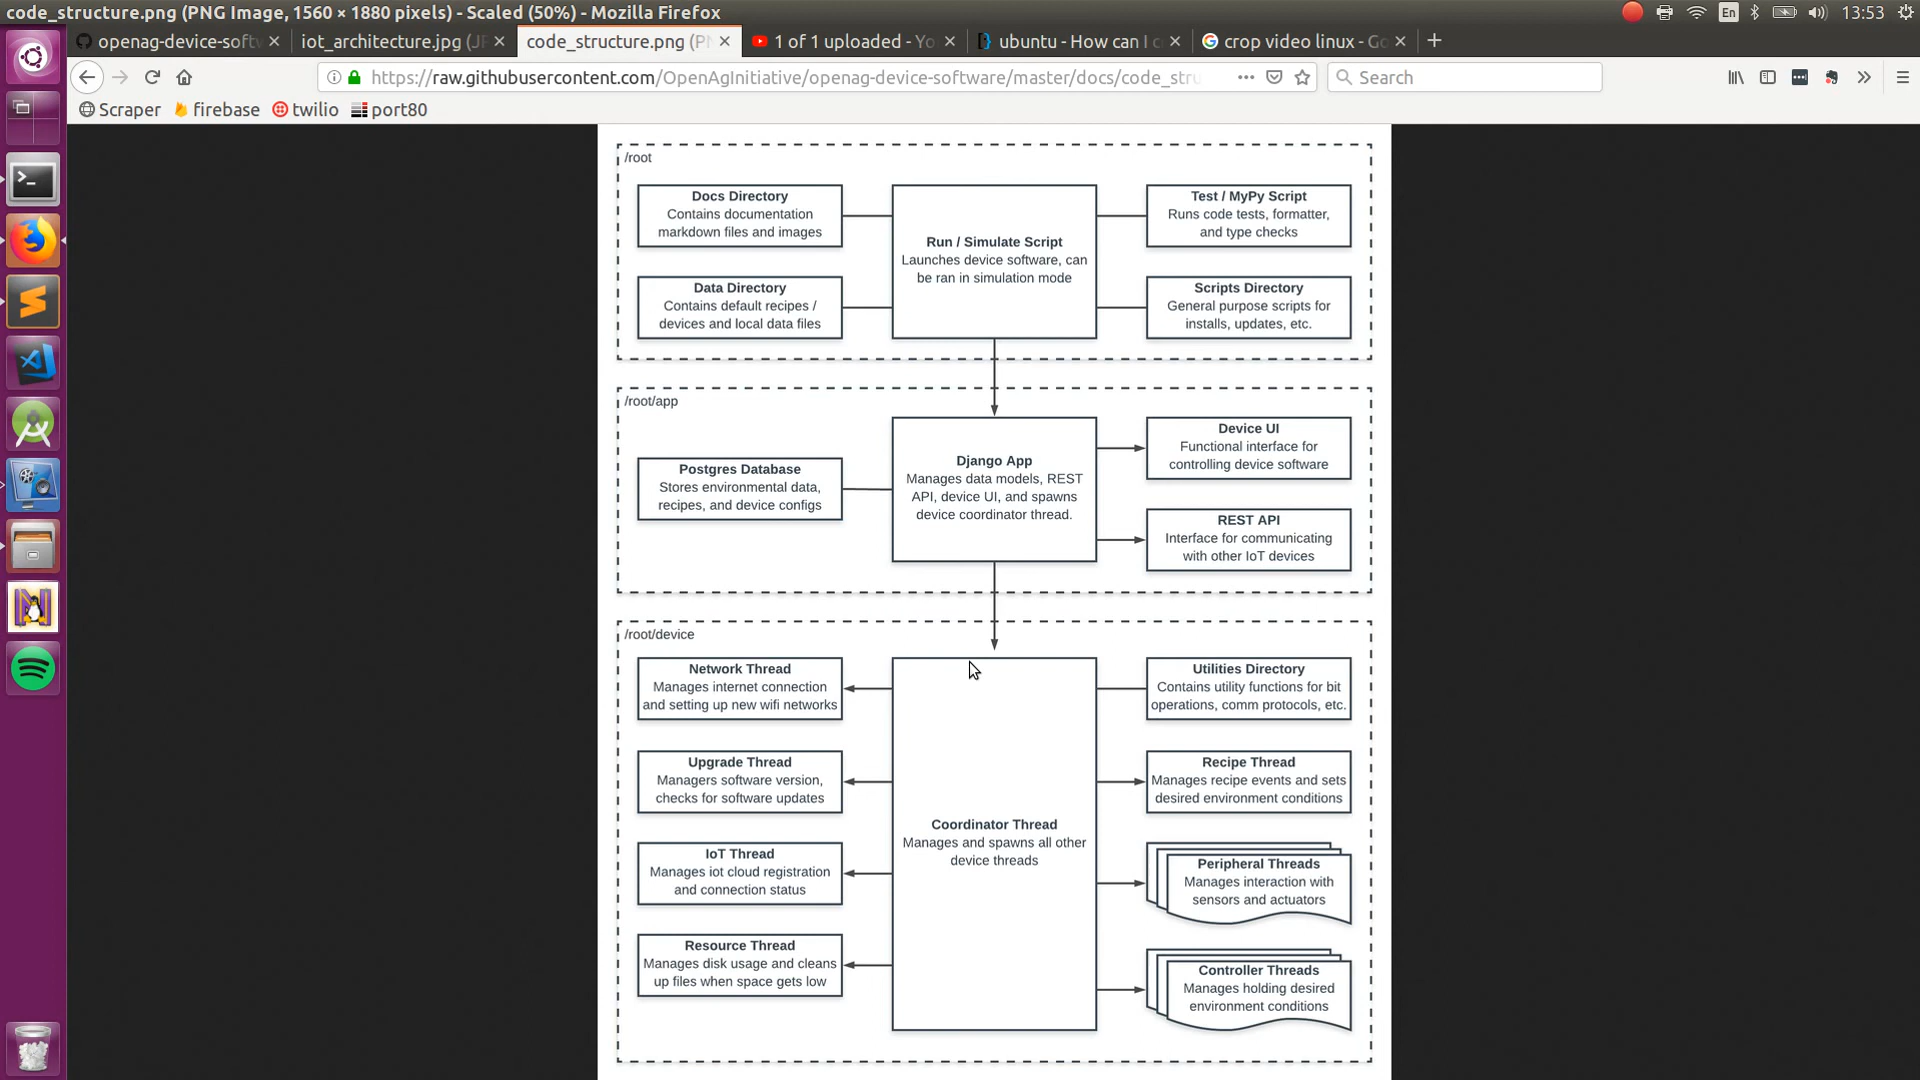 code_structure.png (PNG Image, 1560 × 1880 pixels) - Scaled (50%) - Mozilla Firefox
En
13:53
openag-device-softw
iot_architecture.jpg (J
code_structure.png (P
1 of 1 uploaded - Yo
ubuntu - How can I c
crop video linux - Go
https://raw.githubusercontent.com/OpenAgInitiative/openag-device-software/master/docs/code_stru
Search
Scraper
firebase
twilio
port80
/root
Docs Directory
Contains documentation
markdown files and images
Data Directory
Contains default recipes /
devices and local data files
Run / Simulate Script
Launches device software, can
be ran in simulation mode
Test / MyPy Script
Runs code tests, formatter,
and type checks
Scripts Directory
General purpose scripts for
installs, updates, etc.
/root/app
Postgres Database
Stores environmental data,
recipes, and device configs
Django App
Manages data models, REST
API, device UI, and spawns
device coordinator thread.
Device UI
Functional interface for
controlling device software
REST API
Interface for communicating
with other IoT devices
/root/device
Network Thread
Manages internet connection
and setting up new wifi networks
Upgrade Thread
Managers software version,
checks for software updates
IoT Thread
Manages iot cloud registration
and connection status
Resource Thread
Manages disk usage and cleans
up files when space gets low
Coordinator Thread
Manages and spawns all other
device threads
Utilities Directory
Contains utility functions for bit
operations, comm protocols, etc.
Recipe Thread
Manages recipe events and sets
desired environment conditions
Peripheral Threads
Manages interaction with
sensors and actuators
Controller Threads
Manages holding desired
environment conditions